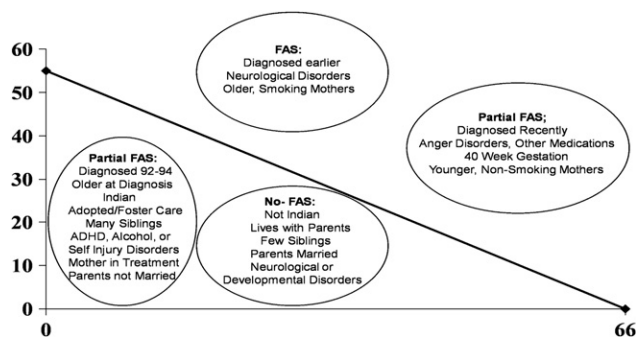 60
50
40
30
20
10
0
0
66
FAS:
Diagnosed earlier
Neurological Disorders
Older, Smoking Mothers
Partial FAS;
Diagnosed Recently
Anger Disorders, Other Medications
40 Week Gestation
Younger, Non-Smoking Mothers
Partial FAS:
Diagnosed 92-94
Older at Diagnosis
Indian
Adopted/Foster Care
Many Siblings
ADHD, Alcohol, or
Self Injury Disorders
Mother in Treatment
Parents not Married
No- FAS:
Not Indian
Lives with Parents
Few Siblings
Parents Married
Neurological or
Developmental Disorders